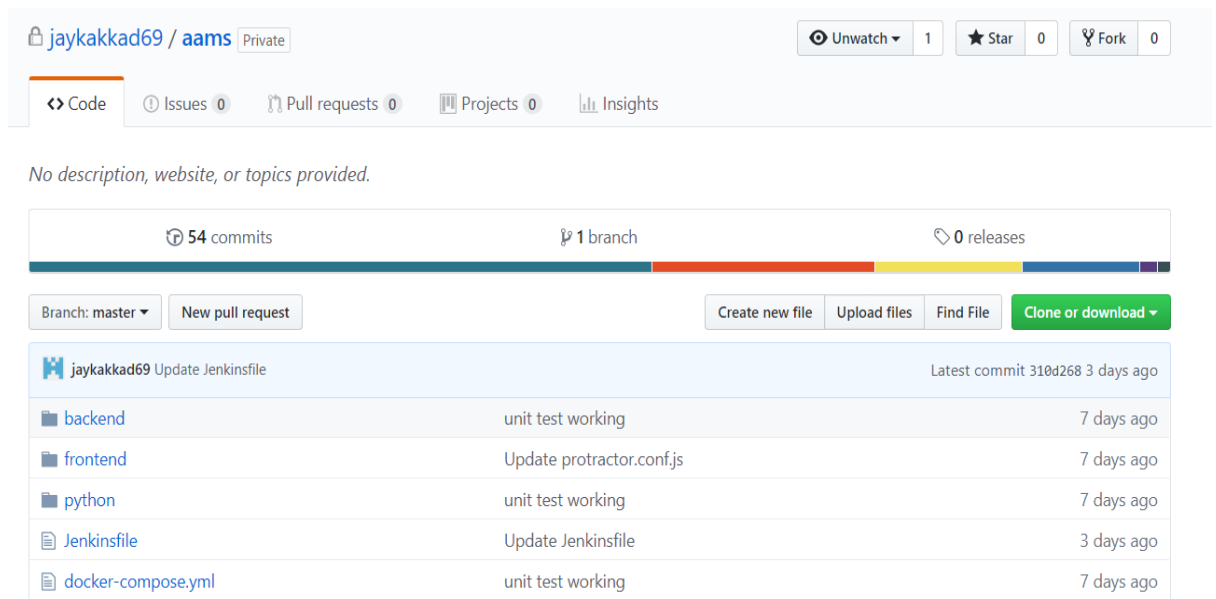 jaykakkad69 / aams Private Unwatch 1 Star 0 Fork 0
Code Issues 0 Pull requests 0 Projects 0 Insights
No description, website, or topics provided.
54 commits 1 branch 0 releases
Branch: master New pull request Create new file Upload files Find File Clone or download
jaykakkad69 Update Jenkinsfile Latest commit 310d268 3 days ago
backend unit test working 7 days ago
frontend Update protractor.conf.js 7 days ago
python unit test working 7 days ago
Jenkinsfile Update Jenkinsfile 3 days ago
docker-compose.yml unit test working 7 days ago